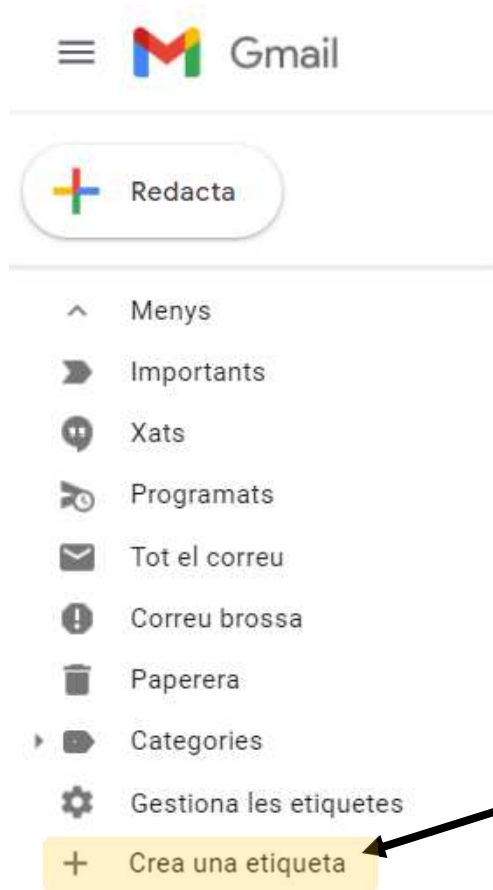 Gmail
Redacta
Menys
Importants
Xats
Programats
Tot el correu
Correu brossa
Paperera
Categories
Gestiona les etiquetes
Crea una etiqueta